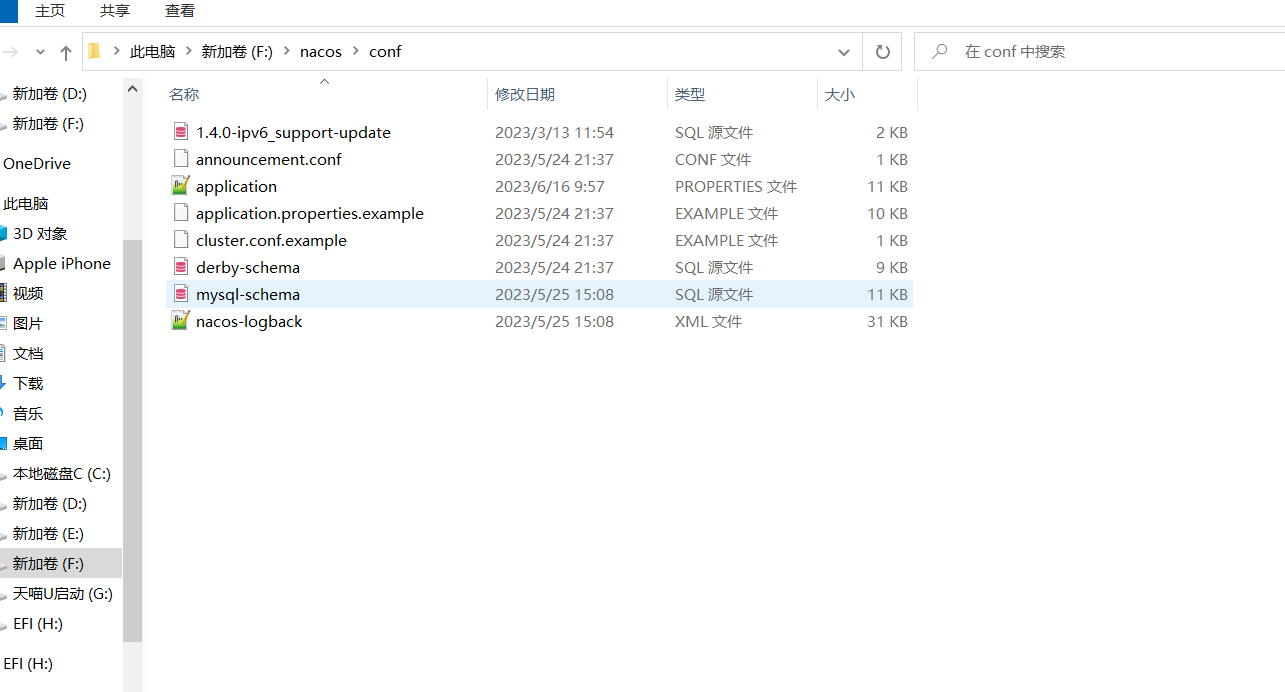 主页 共享 查看
此电脑 新加卷 (F:) nacos conf
在 conf 中搜索
新加卷 (D:)
新加卷 (F:)
OneDrive
此电脑
3D 对象
Apple iPhone
视频
图片
文档
下载
音乐
桌面
本地磁盘C (C:)
新加卷 (D:)
新加卷 (E:)
新加卷 (F:)
天喵U启动 (G:)
EFI (H:)
EFI (H:)
名称 修改日期 类型 大小
1.4.0-ipv6_support-update 2023/3/13 11:54 SQL 源文件 2 KB
announcement.conf 2023/5/24 21:37 CONF 文件 1 KB
application 2023/6/16 9:57 PROPERTIES 文件 11 KB
application.properties.example 2023/5/24 21:37 EXAMPLE 文件 10 KB
cluster.conf.example 2023/5/24 21:37 EXAMPLE 文件 1 KB
derby-schema 2023/5/24 21:37 SQL 源文件 9 KB
mysql-schema 2023/5/25 15:08 SQL 源文件 11 KB
nacos-logback 2023/5/25 15:08 XML 文件 31 KB